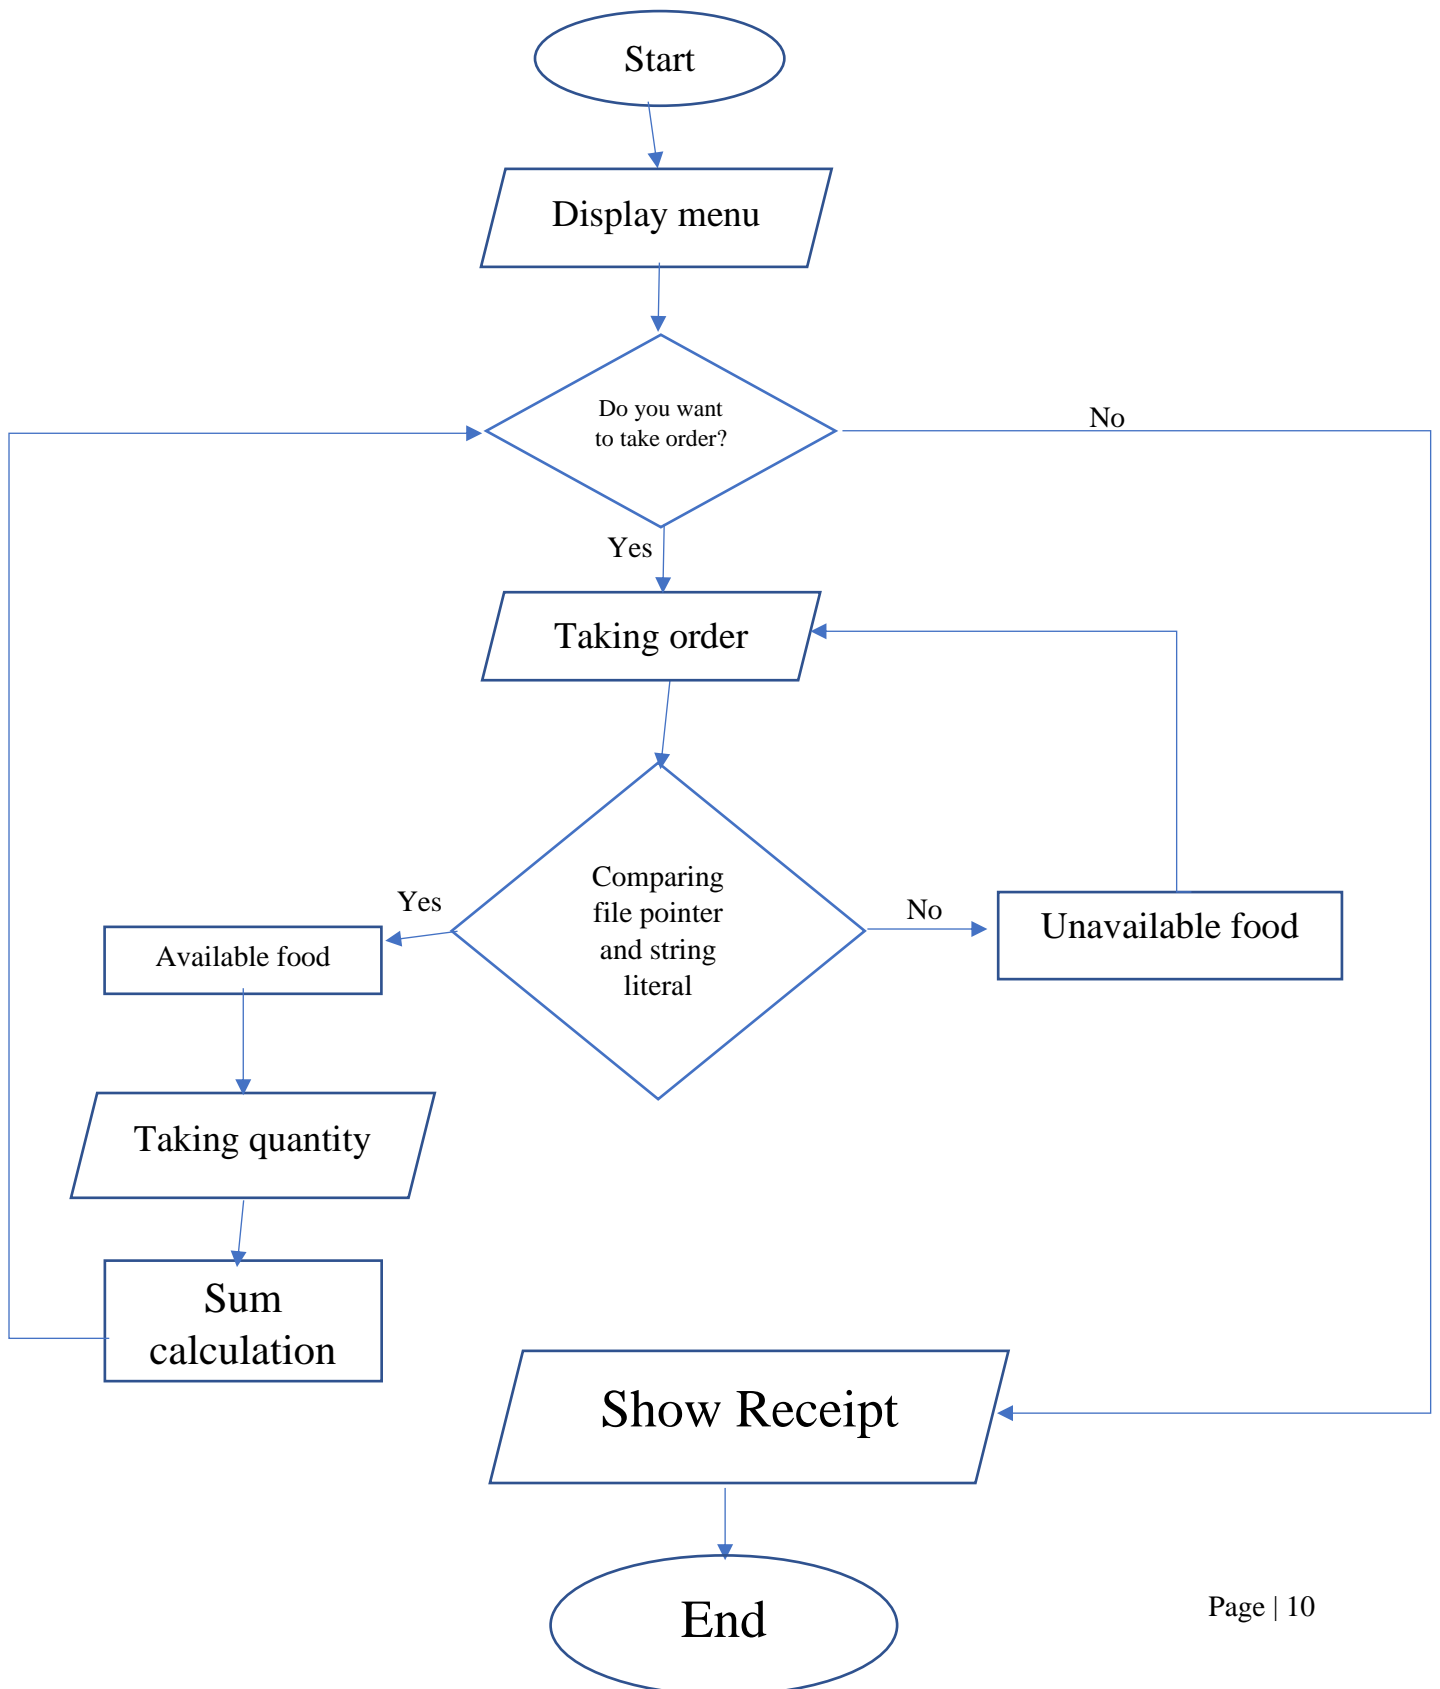 Start
Display menu
Do you want
to take order?
No
Yes
Taking order
Comparing
file pointer
and string
literal
Yes
No
Available food
Unavailable food
Taking quantity
Sum
calculation
Show Receipt
End
Page | 10